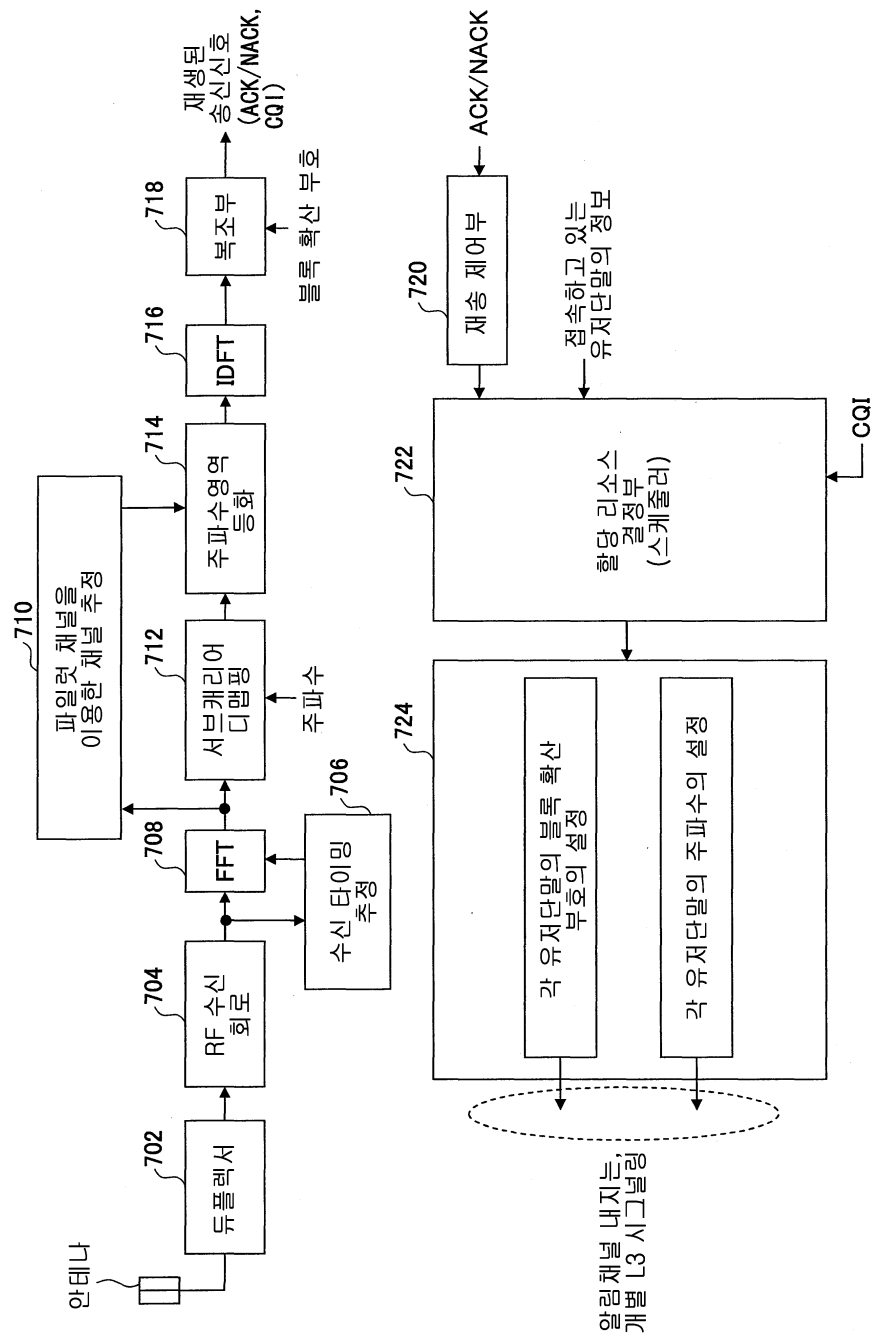 안테나
702
듀플렉서
704
RF 수신
회로
706
수신 타이밍
추정
708
FFT
710
파일럿 채널을
이용한 채널 추정
712
서브캐리어
디맵핑
주파수
714
주파수영역
등화
716
IDFT
718
복조부
블록 확산 부호
재생된
송신신호
(ACK/NACK,
CQI)
알림채널 내지는,
개별 L3 시그널링
724
각 유저단말의 블록 확산
부호의 설정
각 유저단말의 주파수의 설정
722
할당 리소스
결정부
(스케줄러)
CQI
720
재송 제어부
ACK/NACK
접속하고 있는
유저단말의 정보